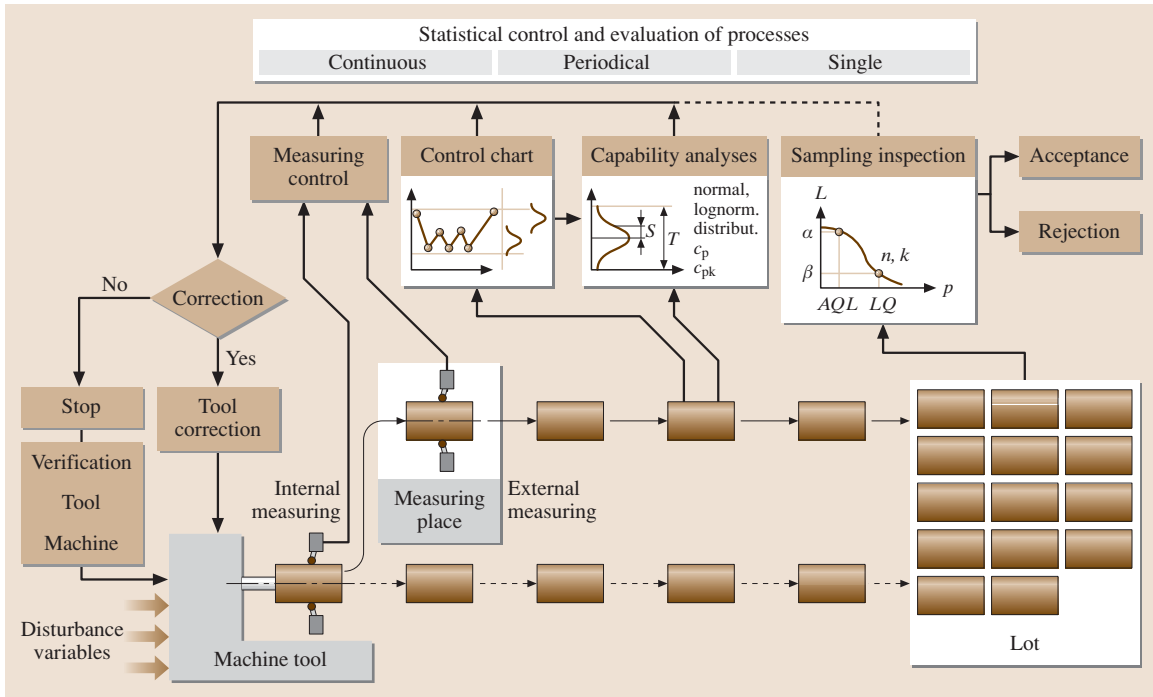 Statistical control and evaluation of processes
Continuous
Periodical
Single
Measuring
control
Control chart
Capability analyses
normal,
lognorm.
distribut.
c_p
c_pk
S
T
Sampling inspection
L
α
β
n, k
AQL
LQ
p
Acceptance
Rejection
No
Correction
Yes
Stop
Tool
correction
Verification
Tool
Machine
Internal
measuring
Measuring
place
External
measuring
Disturbance
variables
Machine tool
Lot